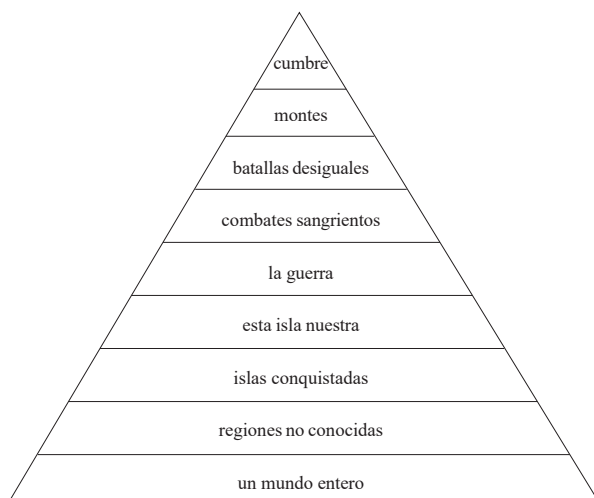 cumbre
montes
batallas desiguales
combates sangrientos
la guerra
esta isla nuestra
islas conquistadas
regiones no conocidas
un mundo entero